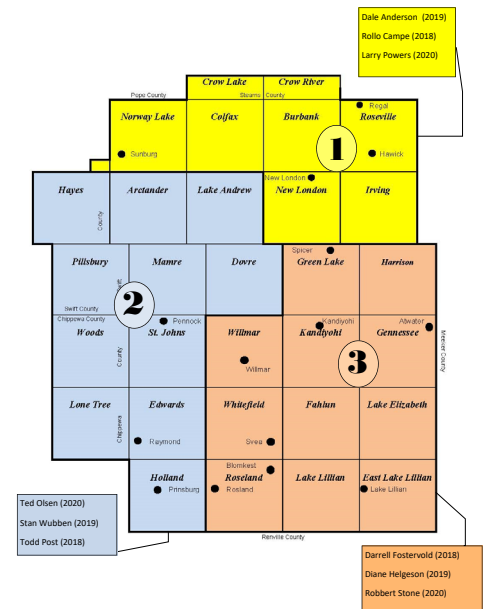 Dale Anderson (2019)
Rollo Campe (2018)
Larry Powers (2020)
Crow Lake
Crow River
Pope County
Stearns County
Regal
Norway Lake
Colfax
Burbank
Roseville
1
Sunburg
Hawick
New London
Hayes
Arctander
Lake Andrew
New London
Irving
County
Spicer
Pillsbury
Mamre
Dovre
Green Lake
Harrison
Swift
2
Swift County
Chippewa County
Pennock
Kandiyohi
Atwater
Woods
St. Johns
Willmar
Kandiyohi
Gennessee
Meeker County
County
3
Willmar
Lone Tree
Edwards
Whitefield
Fahlun
Lake Elizabeth
Chippewa
Raymond
Svea
Blomkest
Holland
Roseland
Lake Lillian
East Lake Lillian
Prinsburg
Rosland
Lake Lillian
Renville County
Ted Olsen (2020)
Stan Wubben (2019)
Todd Post (2018)
Darrell Fostervold (2018)
Diane Helgeson (2019)
Robbert Stone (2020)